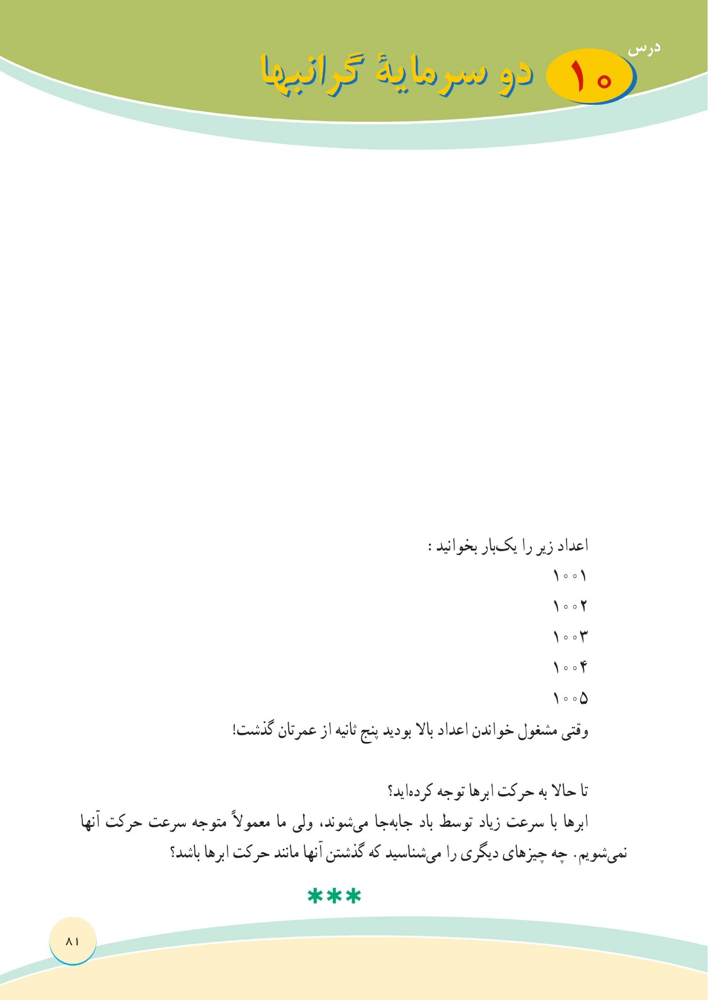 درس
۱۰ دو سرمایهٔ گرانبها
اعداد زیر را یک‌بار بخوانید :
۱۰۰۱
۱۰۰۲
۱۰۰۳
۱۰۰۴
۱۰۰۵
وقتی مشغول خواندن اعداد بالا بودید پنج ثانیه از عمرتان گذشت!
تا حالا به حرکت ابرها توجه کرده‌اید؟
ابرها با سرعت زیاد توسط باد جابه‌جا می‌شوند، ولی ما معمولاً متوجه سرعت حرکت آنها
نمی‌شویم. چه چیزهای دیگری را می‌شناسید که گذشتن آنها مانند حرکت ابرها باشد؟
***
۸۱